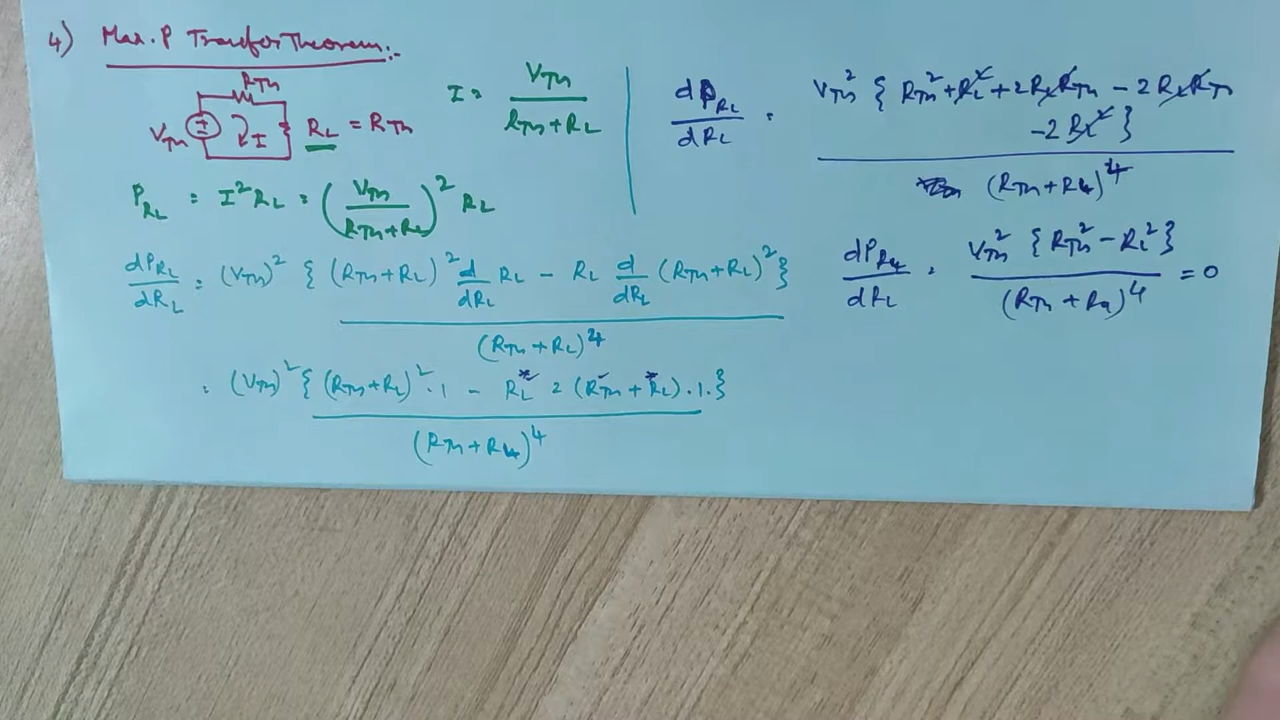 4) Max. P Transfer Theorem:-
RTh
VTh
I
RL = RTh
I = VTh / (RTh + RL)
PRL = I²RL = (VTh / (RTh + RL))² RL
dPRL / dRL = (VTh)² { (RTh + RL)² d/dRL RL - RL d/dRL (RTh + RL)² }
(RTh + RL)⁴
= (VTh)² { (RTh + RL)² . 1 - RL 2 (RTh + RL) . 1 . }
(RTh + RL)⁴
dPRL / dRL = VTh² { RTh² + RL² + 2RLRTh - 2RLRTh
-2RL² }
(RTh + RL)⁴
dPRL / dRL = VTh² { RTh² - RL² } / (RTh + RL)⁴ = 0